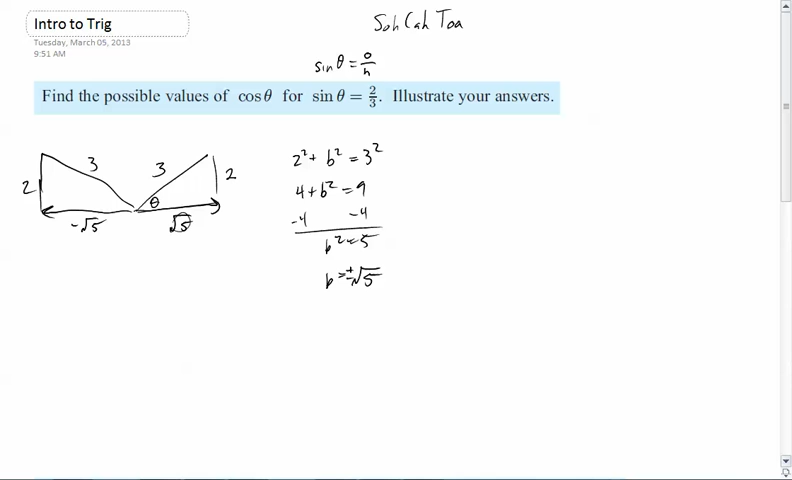 Intro to Trig
Soh Cah Toa
Tuesday, March 05, 2013
9:51 AM
sin θ = o/h
Find the possible values of cos θ for sin θ = 2/3. Illustrate your answers.
2 3 3 2
θ
-√5 √5
2² + b² = 3²
4 + b² = 9
-4 -4
b² = 5
b = ±√5